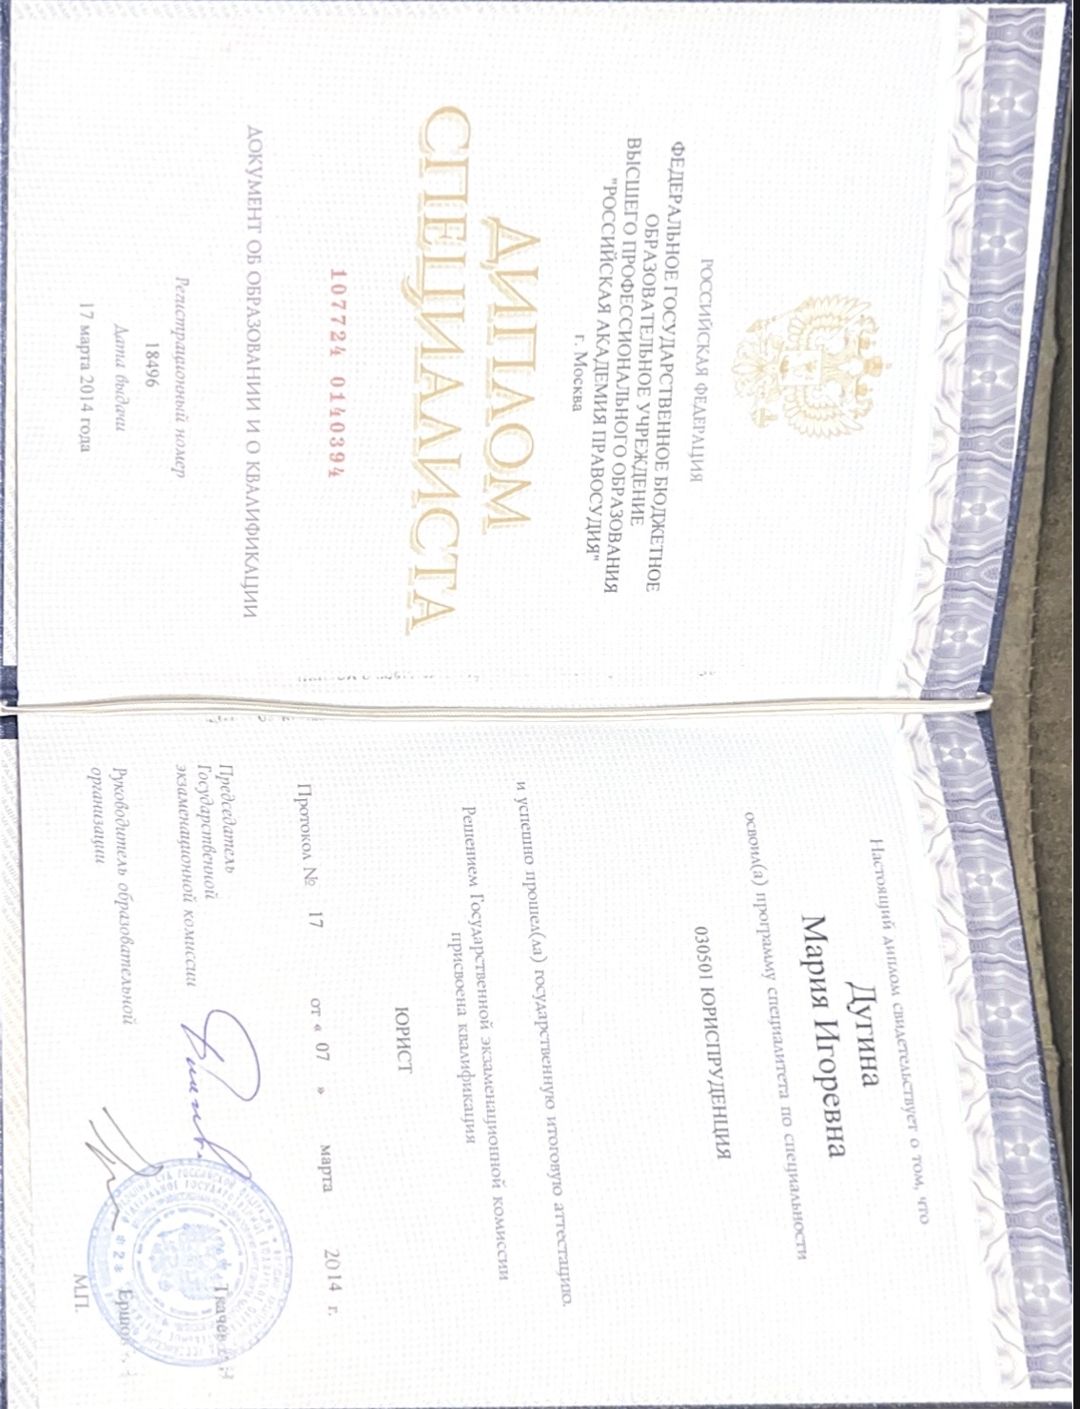 РОССИЙСКАЯ ФЕДЕРАЦИЯ
ФЕДЕРАЛЬНОЕ ГОСУДАРСТВЕННОЕ БЮДЖЕТНОЕ
ОБРАЗОВАТЕЛЬНОЕ УЧРЕЖДЕНИЕ
ВЫСШЕГО ПРОФЕССИОНАЛЬНОГО ОБРАЗОВАНИЯ
"РОССИЙСКАЯ АКАДЕМИЯ ПРАВОСУДИЯ"
г. Москва
ДИПЛОМ
СПЕЦИАЛИСТА
107724 0140394
ДОКУМЕНТ ОБ ОБРАЗОВАНИИ И О КВАЛИФИКАЦИИ
Регистрационный номер
18496
Дата выдачи
17 марта 2014 года
Настоящий диплом свидетельствует о том, что
Дугина
Мария Игоревна
освоил(а) программу специалитета по специальности
030501 ЮРИСПРУДЕНЦИЯ
и успешно прошел(ла) государственную итоговую аттестацию.
Решением Государственной экзаменационной комиссии
присвоена квалификация
ЮРИСТ
Протокол № 17 от « 07 » марта 2014 г.
Председатель
Государственной
экзаменационной комиссии
Руководитель образовательной
организации
М.П.